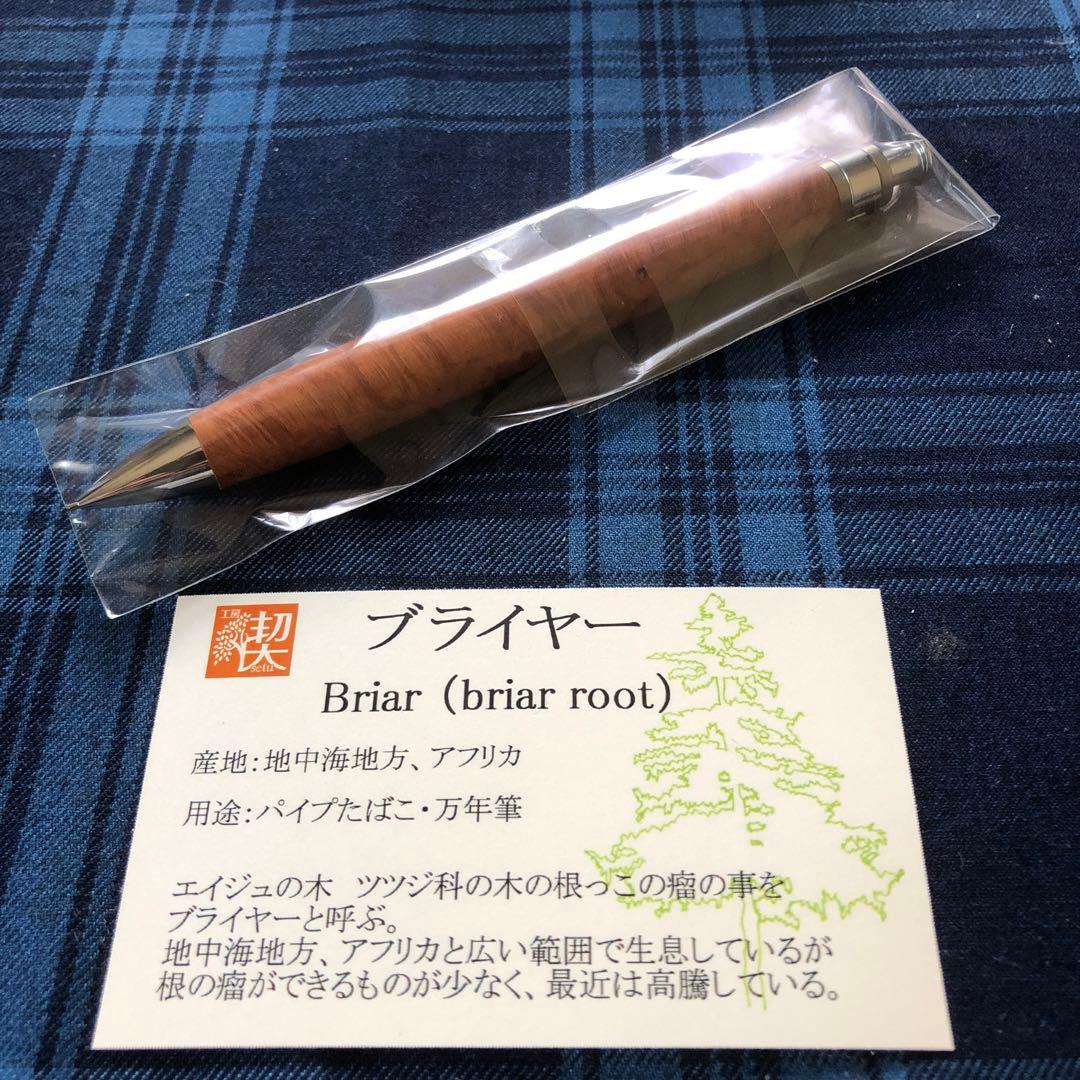 工房
契
setu
ブライヤー
Briar (briar root)
産地:地中海地方、アフリカ
用途:パイプたばこ・万年筆
エイジュの木 ツツジ科の木の根っこの瘤の事を
ブライヤーと呼ぶ。
地中海地方、アフリカと広い範囲で生息しているが
根の瘤ができるものが少なく、最近は高騰している。